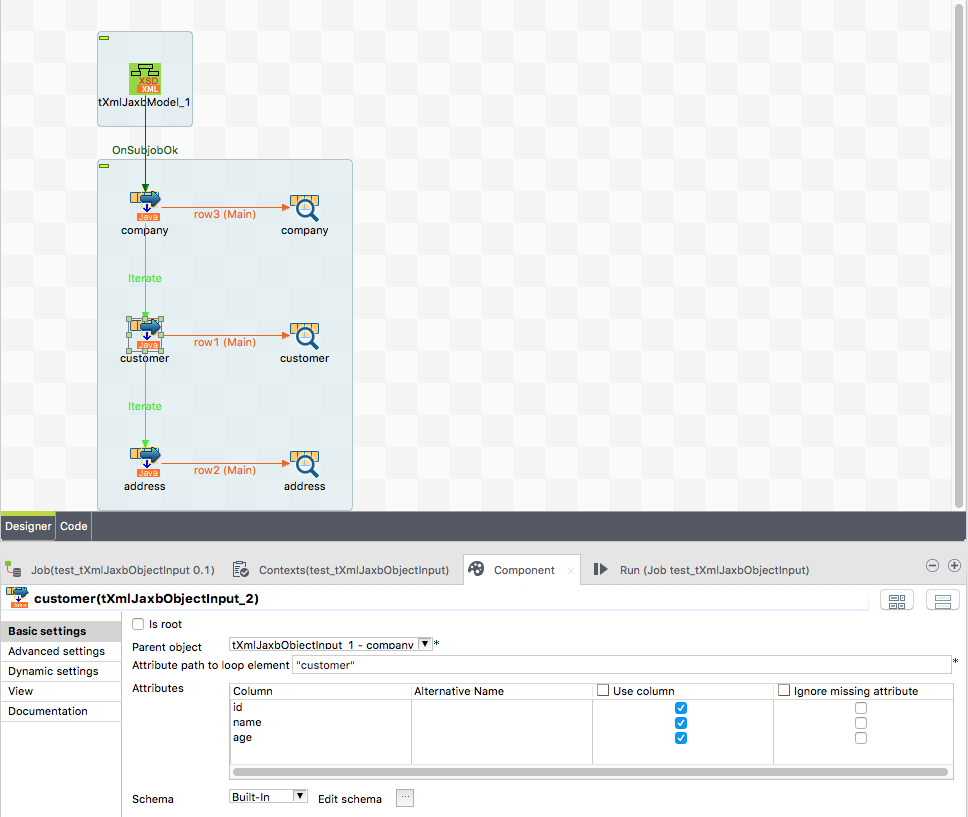 XSD
XML
tXmlJaxbModel_1
OnSubjobOk
Java
row3 (Main)
company
company
Iterate
Java
row1 (Main)
customer
customer
Iterate
Java
row2 (Main)
address
address
Designer
Code
Job(test_tXmlJaxbObjectInput 0.1)
Contexts(test_tXmlJaxbObjectInput)
Component
Run (Job test_tXmlJaxbObjectInput)
customer(tXmlJaxbObjectInput_2)
Basic settings
Advanced settings
Dynamic settings
View
Documentation
Is root
Parent object
tXmlJaxbObjectInput_1 - company
*
Attribute path to loop element
"customer"
*
Attributes
Column
Alternative Name
Use column
Ignore missing attribute
id
name
age
Schema
Built-In
Edit schema
...